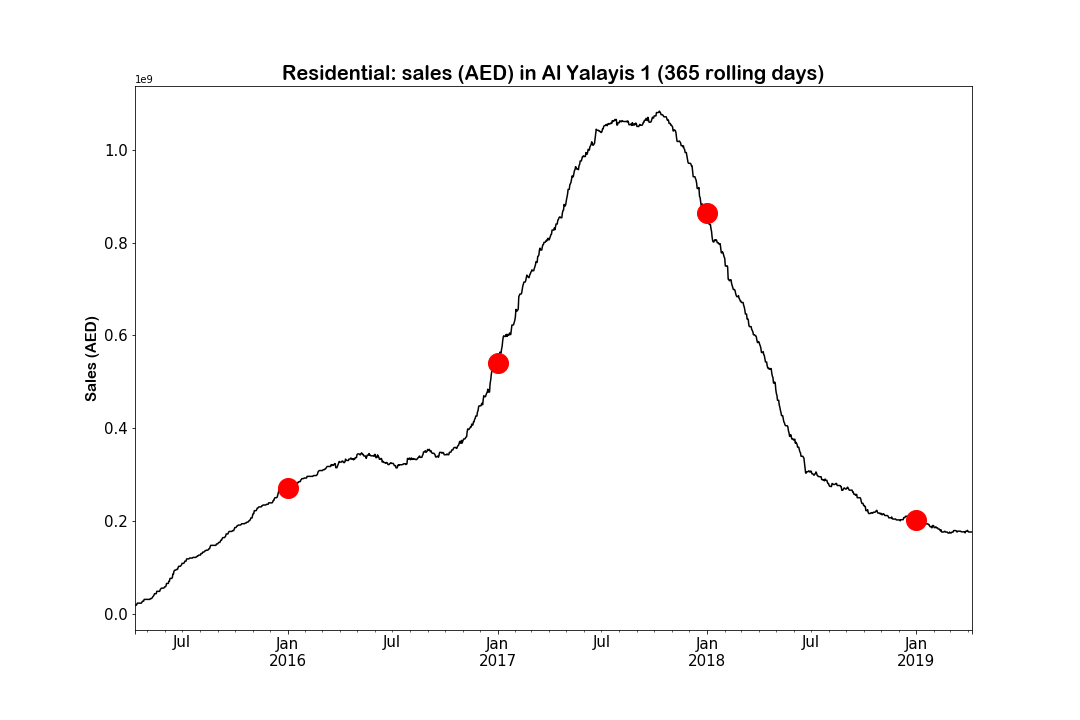 Residential: sales (AED) in Al Yalayis 1 (365 rolling days)
1e9
1.0
0.8
0.6
0.4
0.2
0.0
Sales (AED)
Jul
Jan
2016
Jul
Jan
2017
Jul
Jan
2018
Jul
Jan
2019